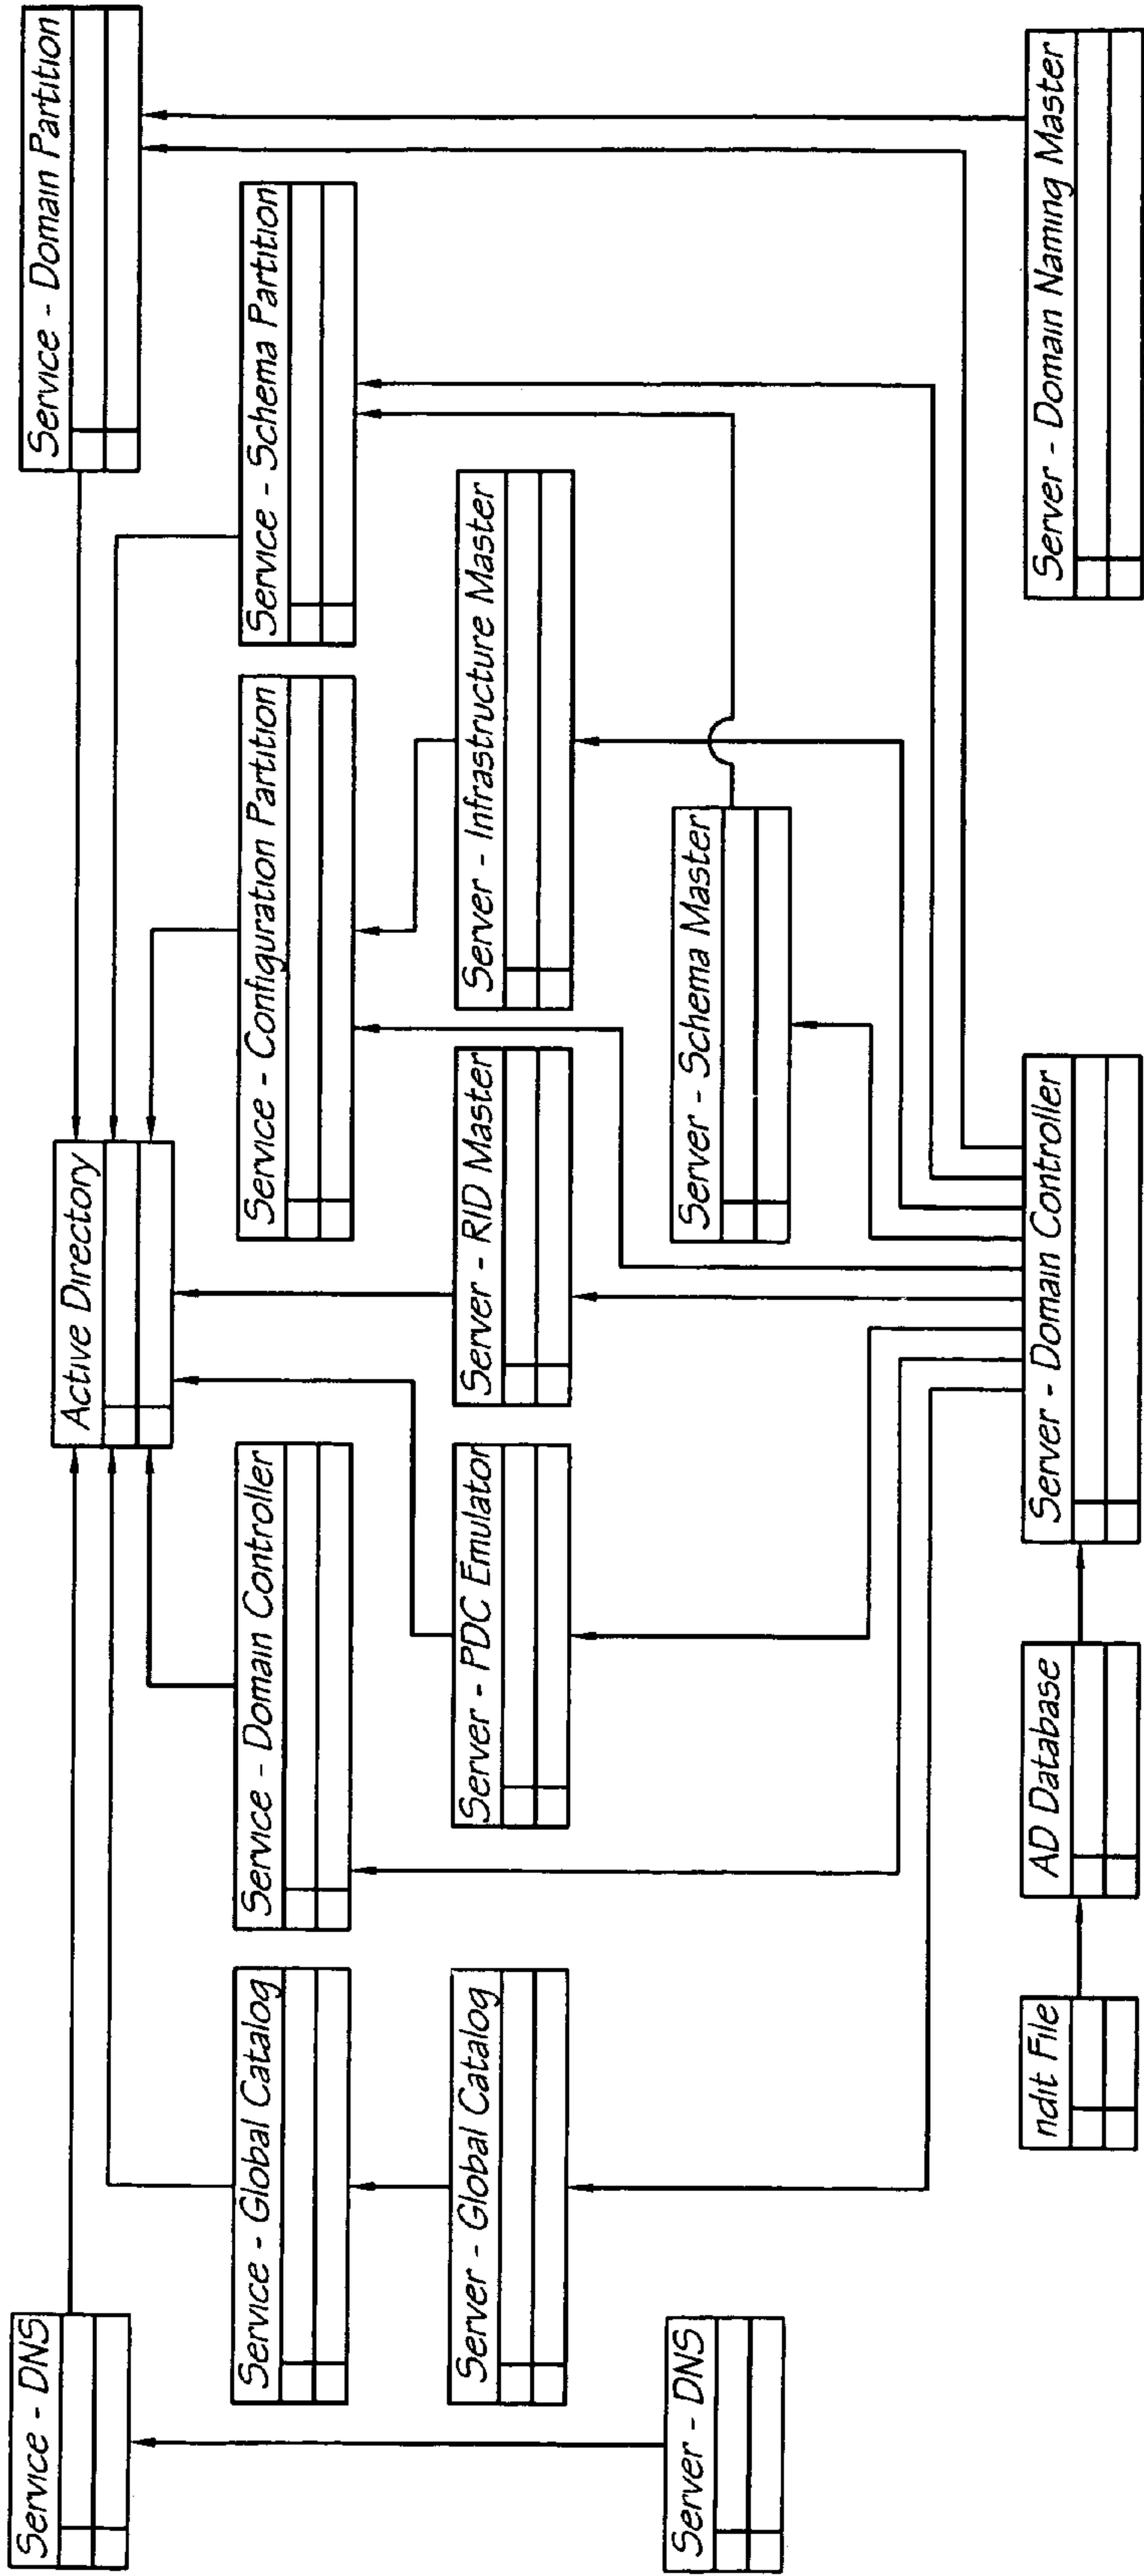 Service - DNS
Active Directory
Service - Domain Partition
Service - Global Catalog
Service - Domain Controller
Service - Configuration Partition
Service - Schema Partition
Server - Global Catalog
Server - PDC Emulator
Server - RID Master
Server - Infrastructure Master
Server - DNS
Server - Schema Master
ndit File
AD Database
Server - Domain Controller
Server - Domain Naming Master